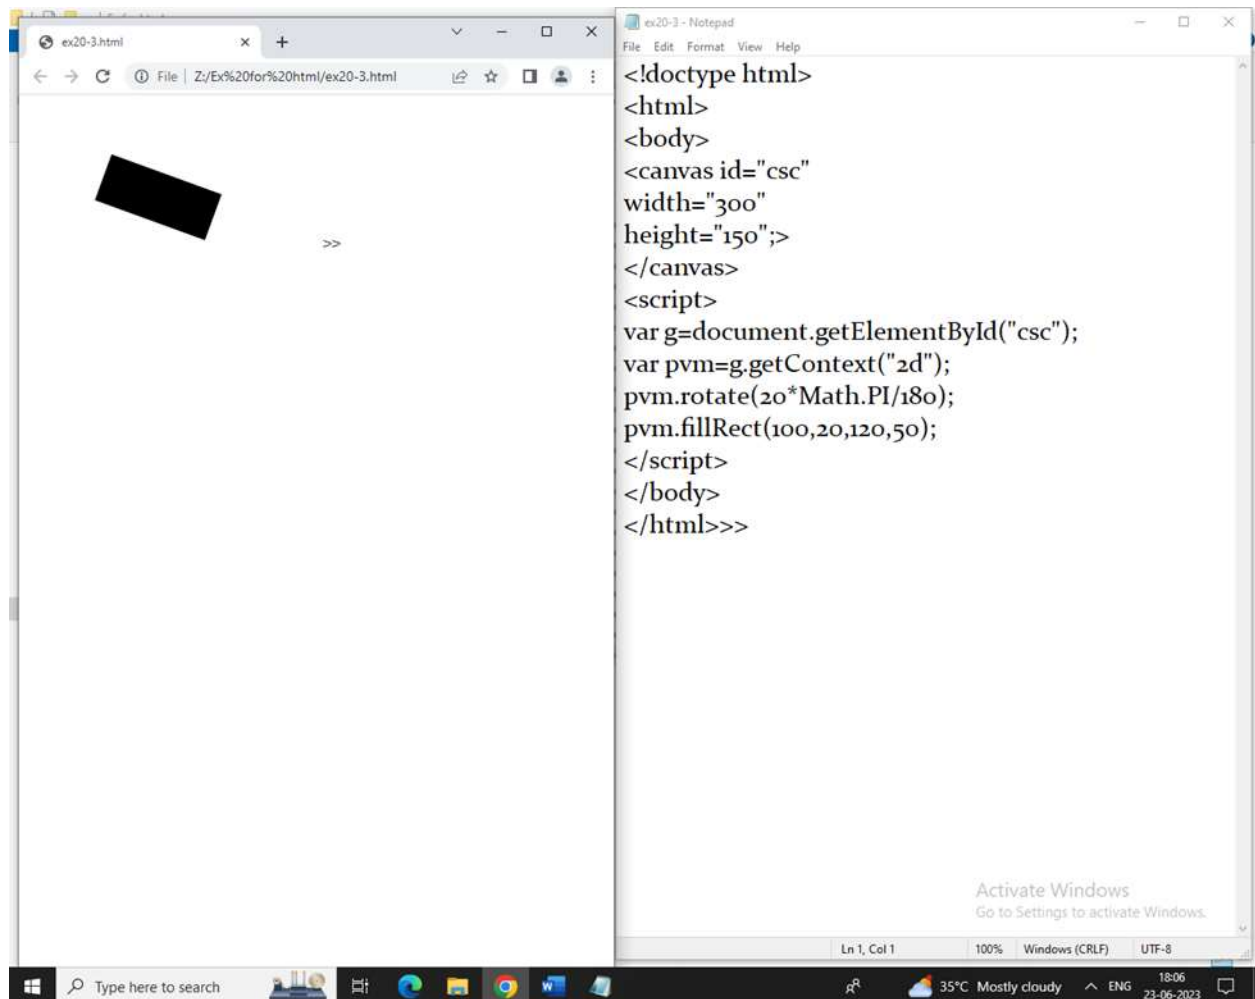 ex20-3.html
File Z:/Ex%20for%20html/ex20-3.html
>>
ex20-3 - Notepad
File Edit Format View Help
<!doctype html>
<html>
<body>
<canvas id="csc"
width="300"
height="150";>
</canvas>
<script>
var g=document.getElementById("csc");
var pvm=g.getContext("2d");
pvm.rotate(20*Math.PI/180);
pvm.fillRect(100,20,120,50);
</script>
</body>
</html>>>
Activate Windows
Go to Settings to activate Windows.
Ln 1, Col 1 100% Windows (CRLF) UTF-8
Type here to search
35°C Mostly cloudy ENG
18:06
23-06-2023